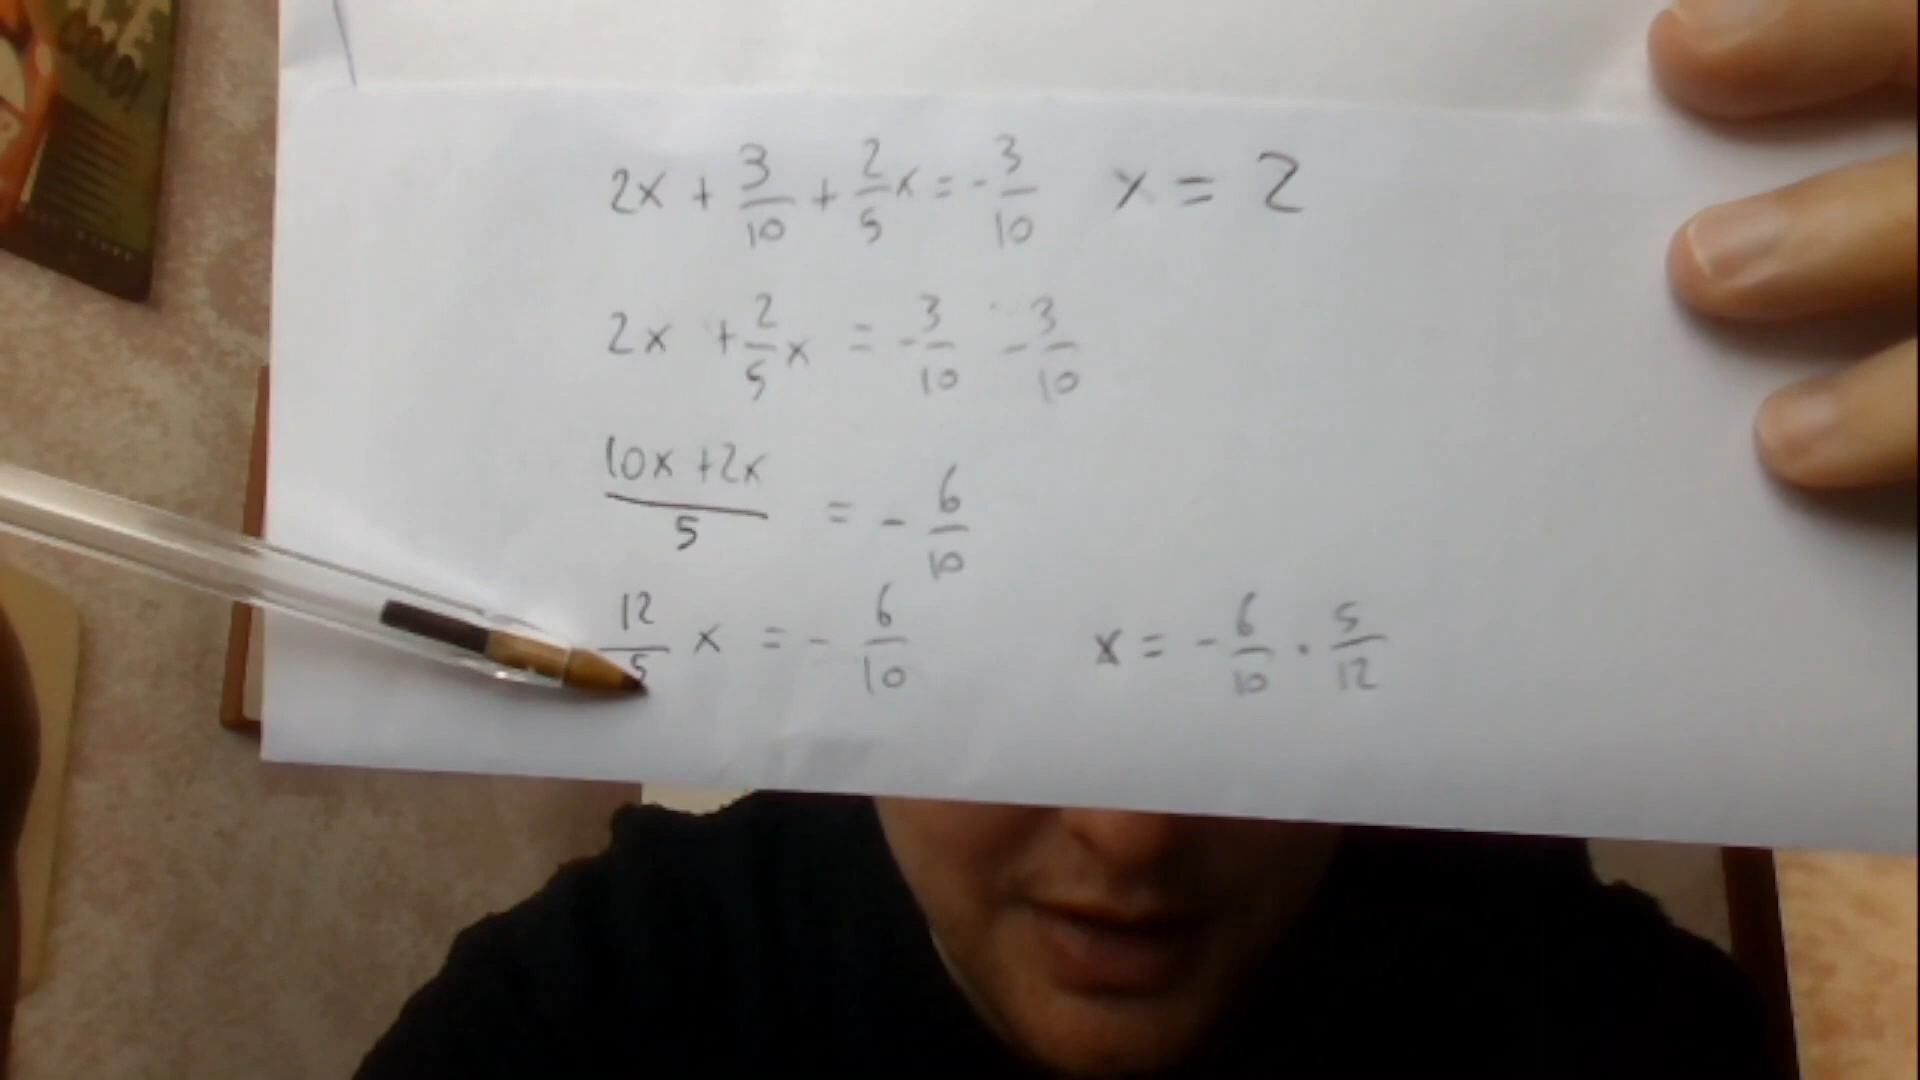 2x + 3/10 + 2/5 x = - 3/10 x = 2
2x + 2/5 x = - 3/10 - 3/10
10x + 2x / 5 = - 6/10
12/5 x = - 6/10 x = - 6/10 · 5/12